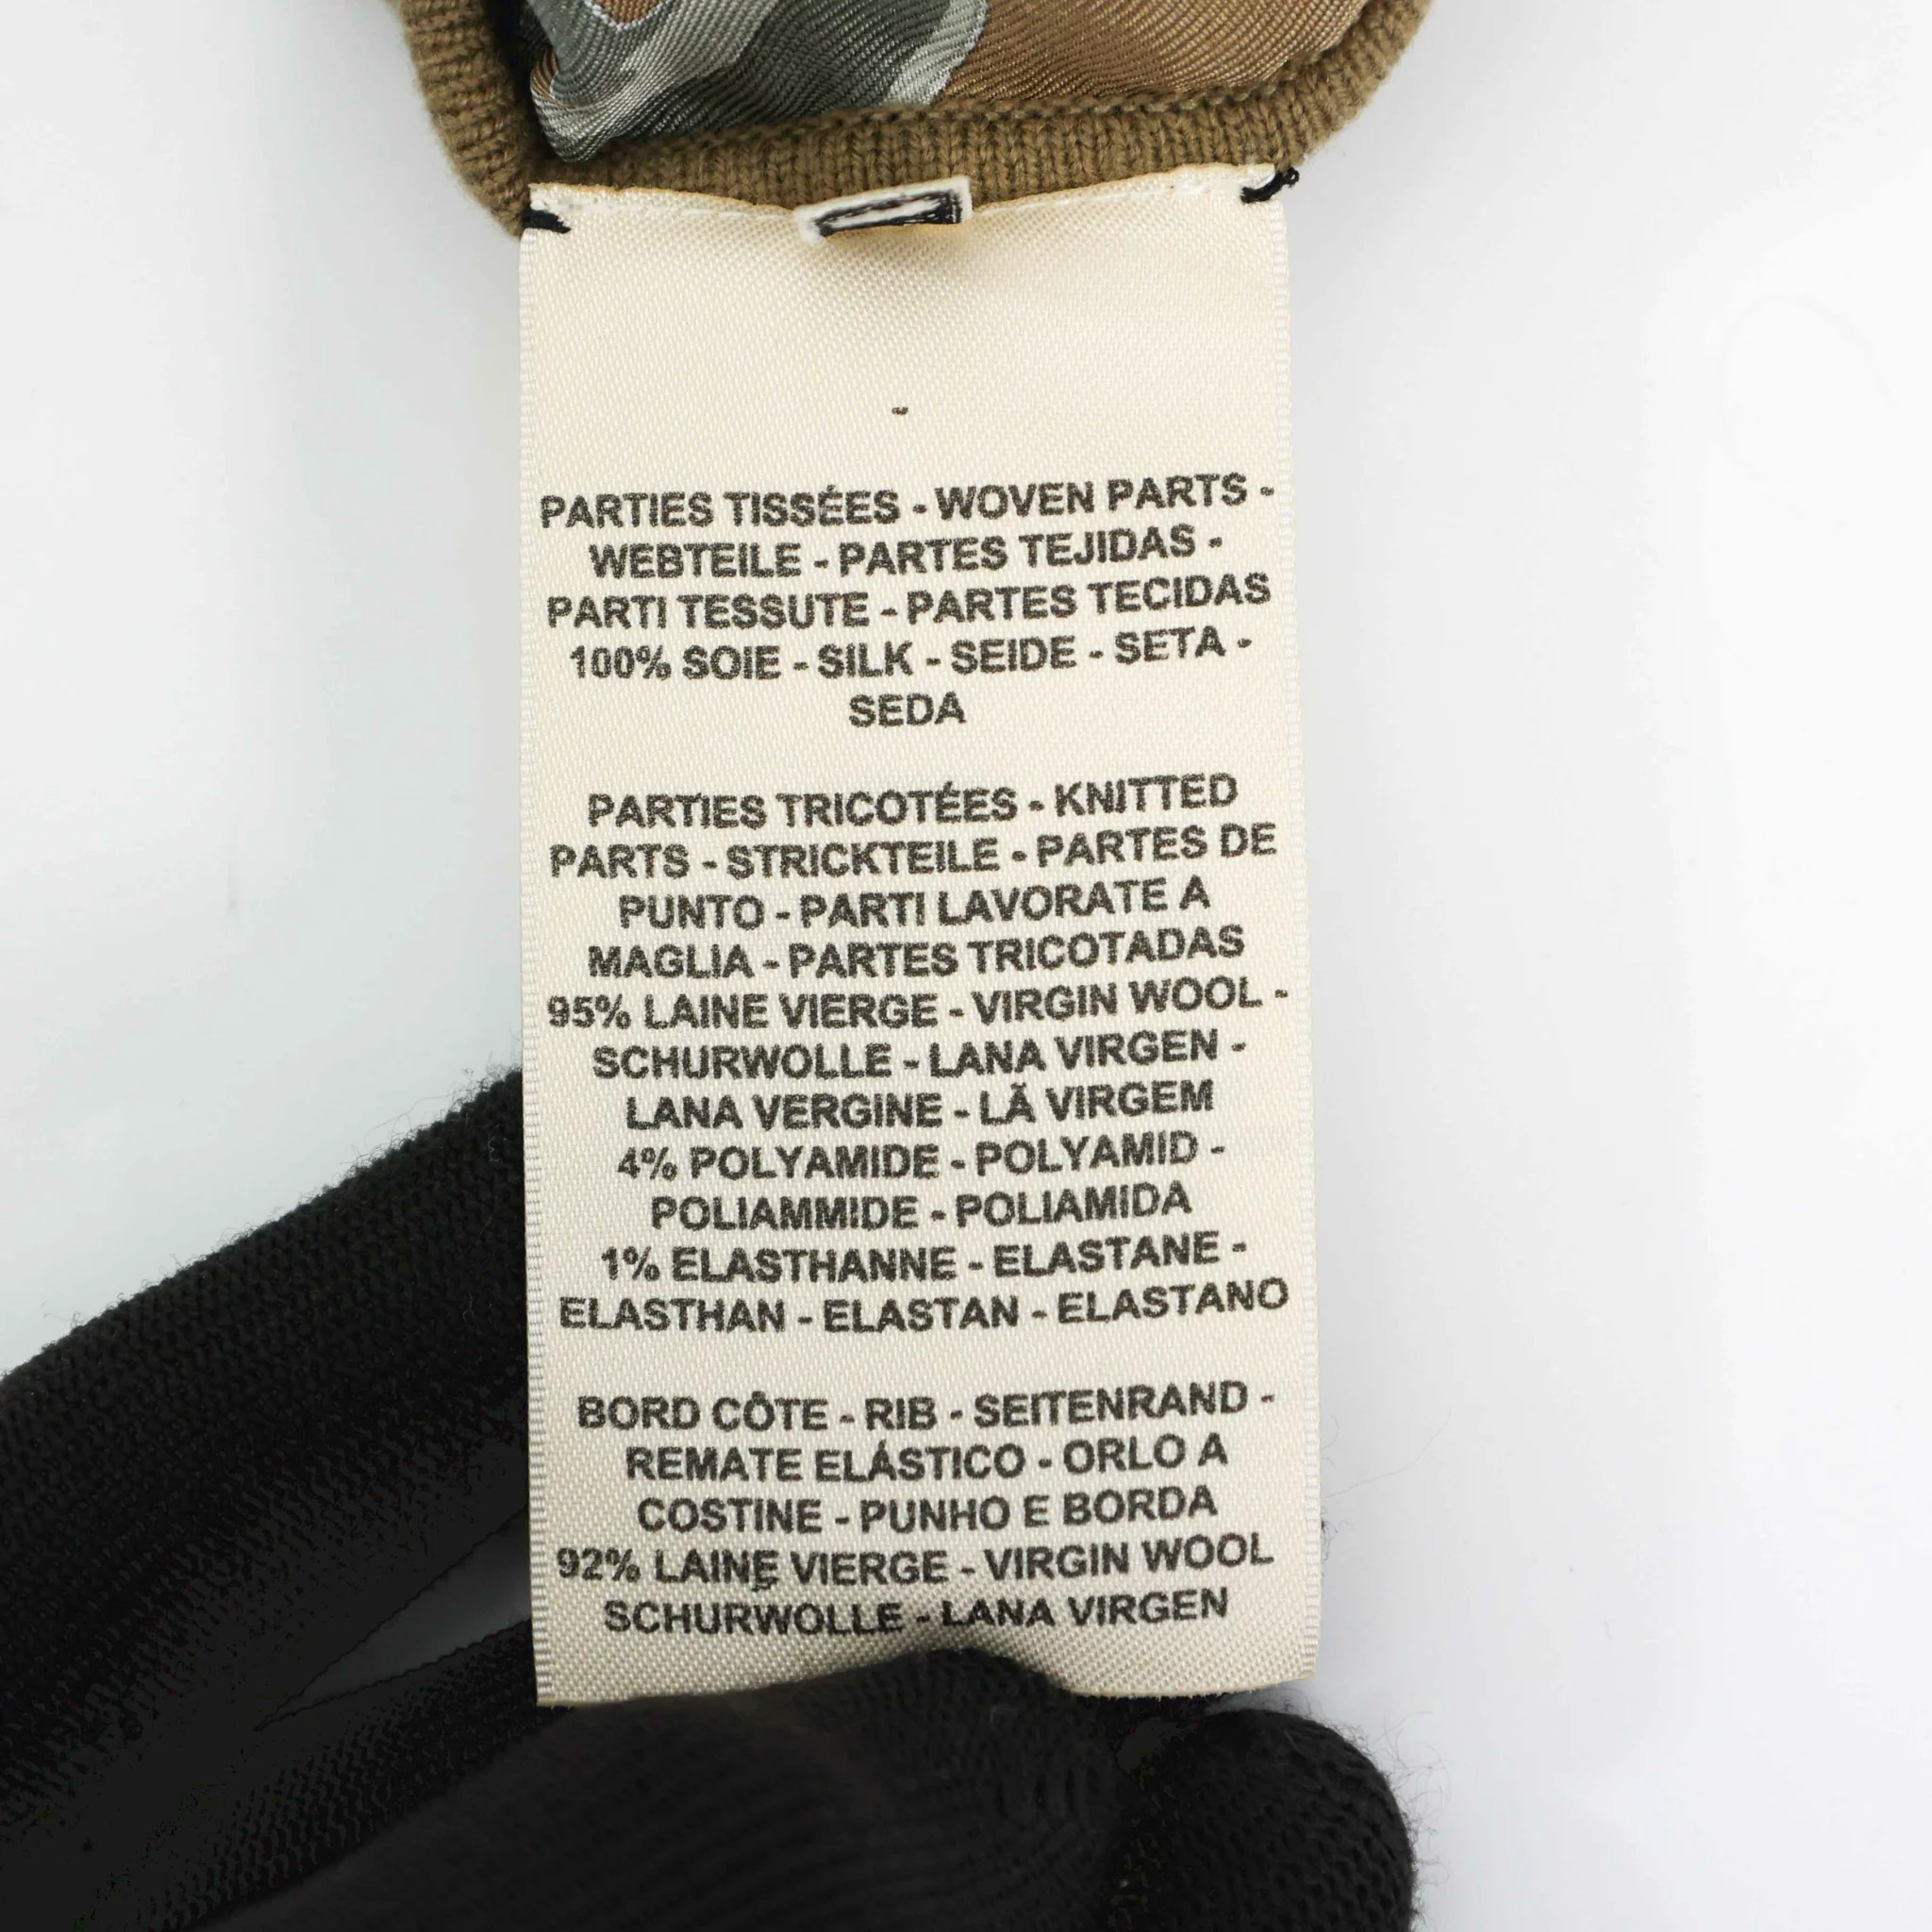 -
PARTIES TISSÉES - WOVEN PARTS -
WEBTEILE - PARTES TEJIDAS -
PARTI TESSUTE - PARTES TECIDAS
100% SOIE - SILK - SEIDE - SETA -
SEDA
PARTIES TRICOTÉES - KNITTED
PARTS - STRICKTEILE - PARTES DE
PUNTO - PARTI LAVORATE A
MAGLIA - PARTES TRICOTADAS
95% LAINE VIERGE - VIRGIN WOOL -
SCHURWOLLE - LANA VIRGEN -
LANA VERGINE - LÃ VIRGEM
4% POLYAMIDE - POLYAMID -
POLIAMMIDE - POLIAMIDA
1% ELASTHANNE - ELASTANE -
ELASTHAN - ELASTAN - ELASTANO
BORD CÔTE - RIB - SEITENRAND -
REMATE ELÁSTICO - ORLO A
COSTINE - PUNHO E BORDA
92% LAINE VIERGE - VIRGIN WOOL
SCHURWOLLE - LANA VIRGEN